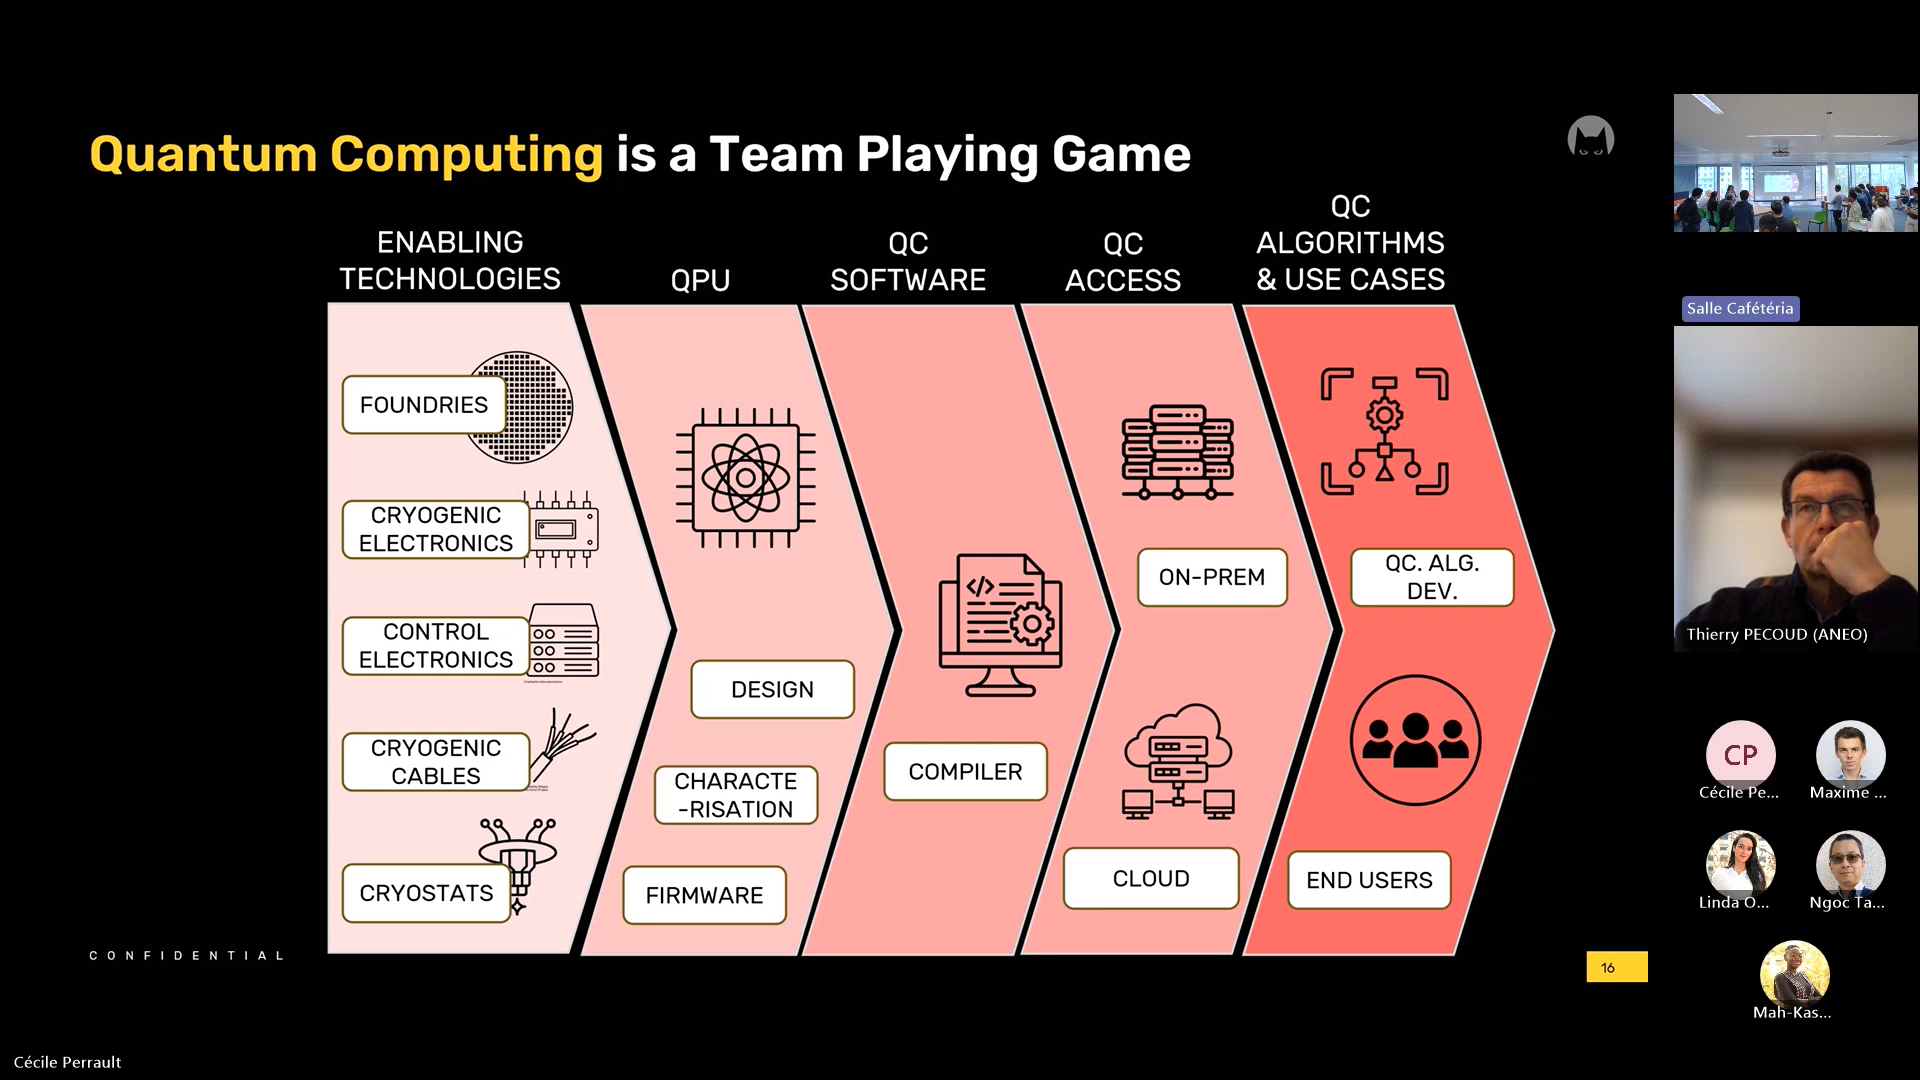 Quantum Computing is a Team Playing Game
ENABLING
TECHNOLOGIES
QPU
QC
SOFTWARE
QC
ACCESS
QC
ALGORITHMS
& USE CASES
FOUNDRIES
CRYOGENIC
ELECTRONICS
CONTROL
ELECTRONICS
CRYOGENIC
CABLES
CRYOSTATS
DESIGN
CHARACTE
-RISATION
FIRMWARE
COMPILER
ON-PREM
CLOUD
QC. ALG.
DEV.
END USERS
CONFIDENTIAL
16
Salle Cafétéria
Thierry PECOUD (ANEO)
CP
Cécile Pe...
Maxime ...
Linda O...
Ngoc Ta...
Mah-Kas...
Cécile Perrault